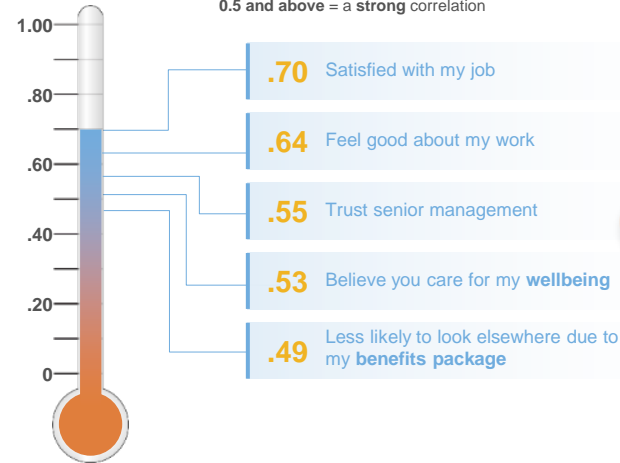 0.5 and above = a strong correlation
1.00
.80
.60
.40
.20
0
.70 Satisfied with my job
.64 Feel good about my work
.55 Trust senior management
.53 Believe you care for my wellbeing
.49 Less likely to look elsewhere due to
my benefits package